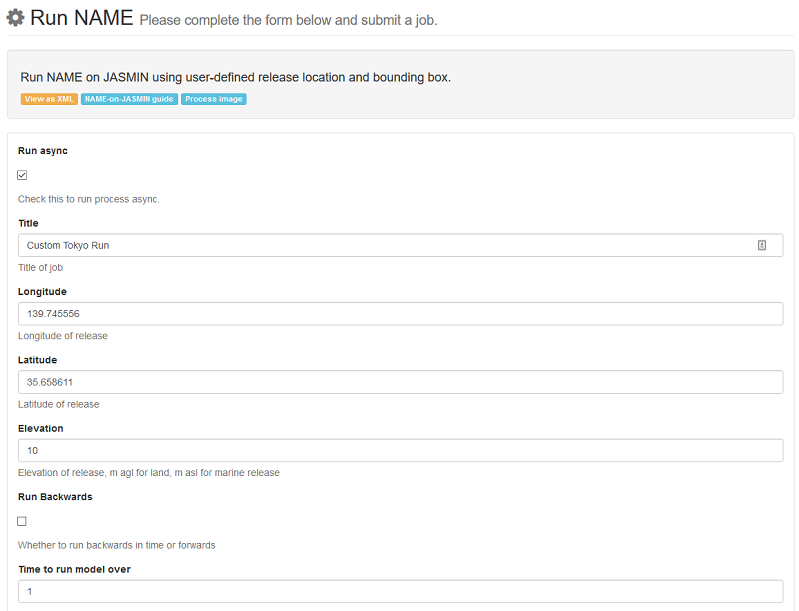 Run NAME Please complete the form below and submit a job.
Run NAME on JASMIN using user-defined release location and bounding box.
View as XML NAME-on-JASMIN guide Process image
Run async
Check this to run process async.
Title
Custom Tokyo Run
Title of job
Longitude
139.745556
Longitude of release
Latitude
35.658611
Latitude of release
Elevation
10
Elevation of release, m agl for land, m asl for marine release
Run Backwards
Whether to run backwards in time or forwards
Time to run model over
1